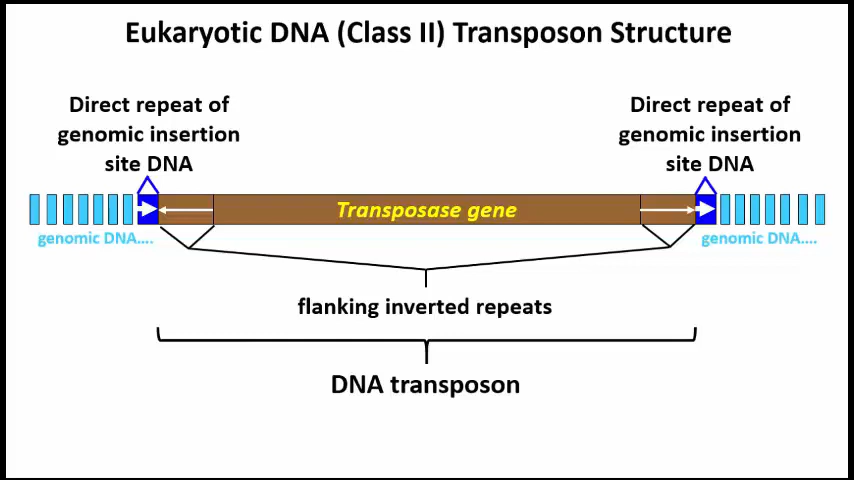 Eukaryotic DNA (Class II) Transposon Structure
Direct repeat of
genomic insertion
site DNA
Direct repeat of
genomic insertion
site DNA
Transposase gene
genomic DNA....
genomic DNA....
flanking inverted repeats
DNA transposon